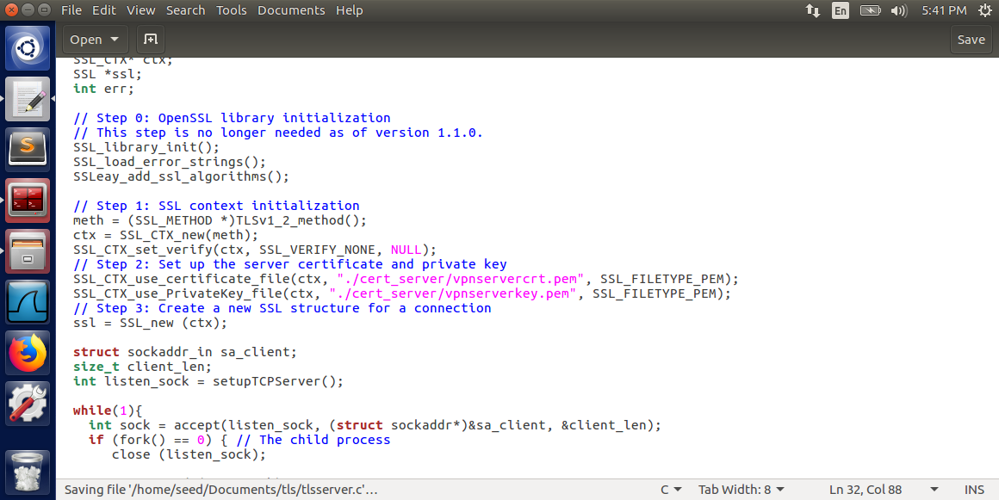 File Edit View Search Tools Documents Help En 5:41 PM
Open Save
SSL_CTX* ctx;
SSL *ssl;
int err;
// Step 0: OpenSSL library initialization
// This step is no longer needed as of version 1.1.0.
SSL_library_init();
SSL_load_error_strings();
SSLeay_add_ssl_algorithms();
// Step 1: SSL context initialization
meth = (SSL_METHOD *)TLSv1_2_method();
ctx = SSL_CTX_new(meth);
SSL_CTX_set_verify(ctx, SSL_VERIFY_NONE, NULL);
// Step 2: Set up the server certificate and private key
SSL_CTX_use_certificate_file(ctx, "./cert_server/vpnservercrt.pem", SSL_FILETYPE_PEM);
SSL_CTX_use_PrivateKey_file(ctx, "./cert_server/vpnserverkey.pem", SSL_FILETYPE_PEM);
// Step 3: Create a new SSL structure for a connection
ssl = SSL_new (ctx);
struct sockaddr_in sa_client;
size_t client_len;
int listen_sock = setupTCPServer();
while(1){
int sock = accept(listen_sock, (struct sockaddr*)&sa_client, &client_len);
if (fork() == 0) { // The child process
close (listen_sock);
Saving file '/home/seed/Documents/tls/tlsserver.c'… C Tab Width: 8 Ln 32, Col 88 INS